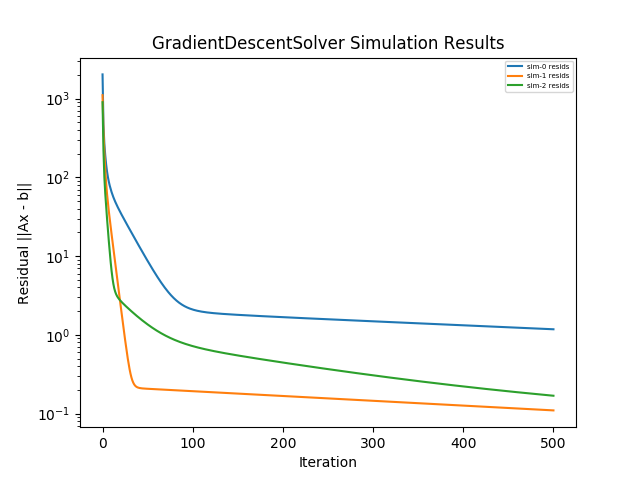 GradientDescentSolver Simulation Results
sim-0 resids
sim-1 resids
sim-2 resids
Residual ||Ax - b||
10³
10²
10¹
10⁰
10⁻¹
0 100 200 300 400 500
Iteration